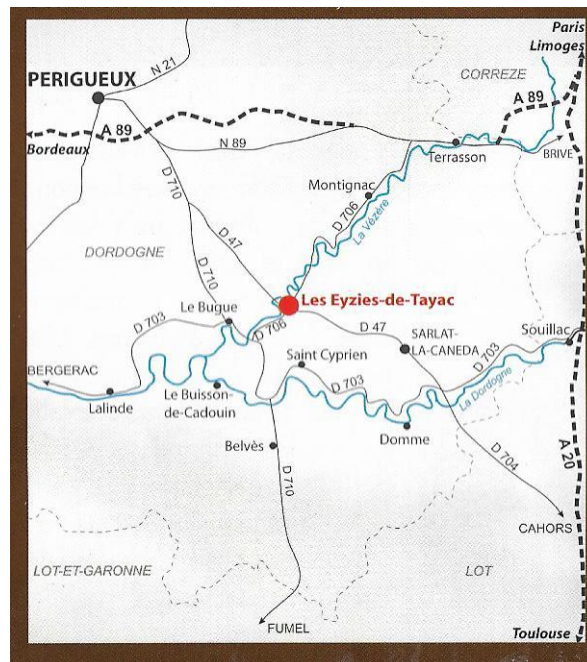 Paris
Limoges
N 21
CORREZE
PERIGUEUX
A 89
A 89
Bordeaux
N 89
Terrasson
BRIVE
D 710
Montignac
D 706
La Vézère
D 47
DORDOGNE
D 710
Les Eyzies-de-Tayac
Le Bugue
D 703
D 706
D 47
SARLAT-
LA-CANEDA
Souillac
D 703
Saint Cyprien
BERGERAC
D 703
La Dordogne
Lalinde
Le Buisson-
de-Cadouin
Domme
Belvès
A 20
D 704
D 710
CAHORS
LOT-ET-GARONNE
LOT
FUMEL
Toulouse